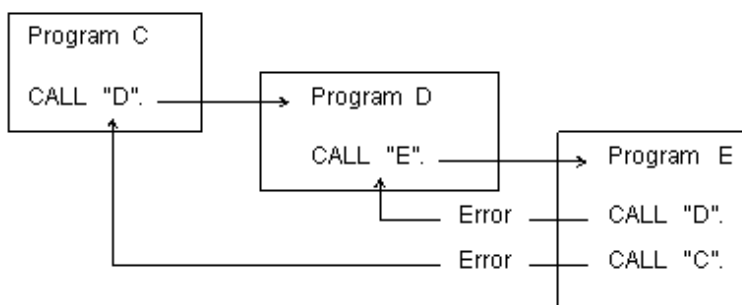 Program C
CALL "D".
Program D
CALL "E".
Program E
Error
CALL "D".
Error
CALL "C".